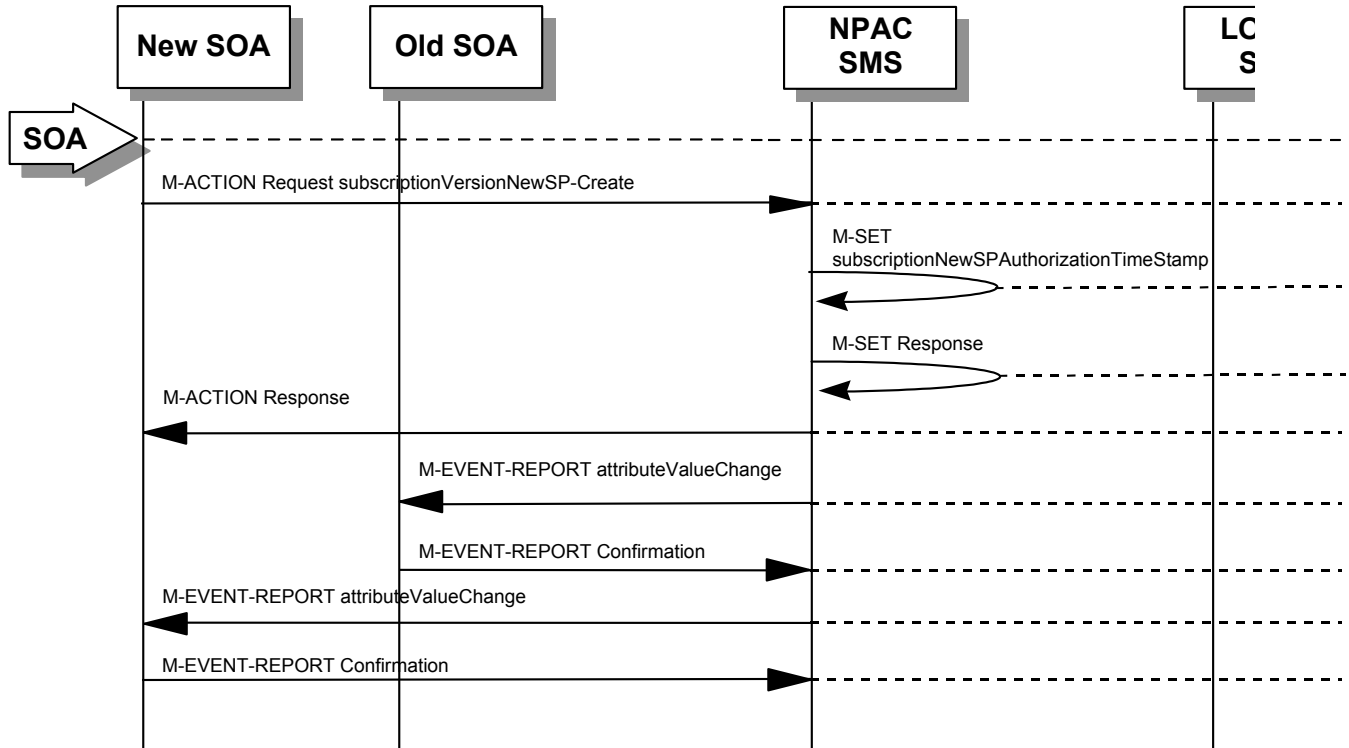 New SOA
Old SOA
NPAC
SMS
LC
S
SOA
M-ACTION Request subscriptionVersionNewSP-Create
M-SET
subscriptionNewSPAuthorizationTimeStamp
M-SET Response
M-ACTION Response
M-EVENT-REPORT attributeValueChange
M-EVENT-REPORT Confirmation
M-EVENT-REPORT attributeValueChange
M-EVENT-REPORT Confirmation